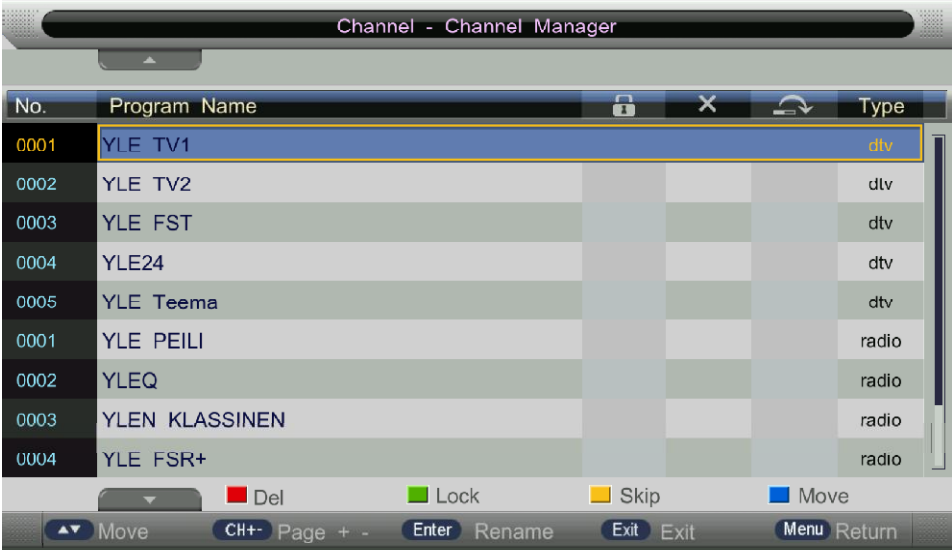 Channel - Channel Manager
No. Program Name Type
0001 YLE TV1 dtv
0002 YLE TV2 dtv
0003 YLE FST dtv
0004 YLE24 dtv
0005 YLE Teema dtv
0001 YLE PEILI radio
0002 YLEQ radio
0003 YLEN KLASSINEN radio
0004 YLE FSR+ radio
Del Lock Skip Move
Move CH+- Page + - Enter Rename Exit Exit Menu Return